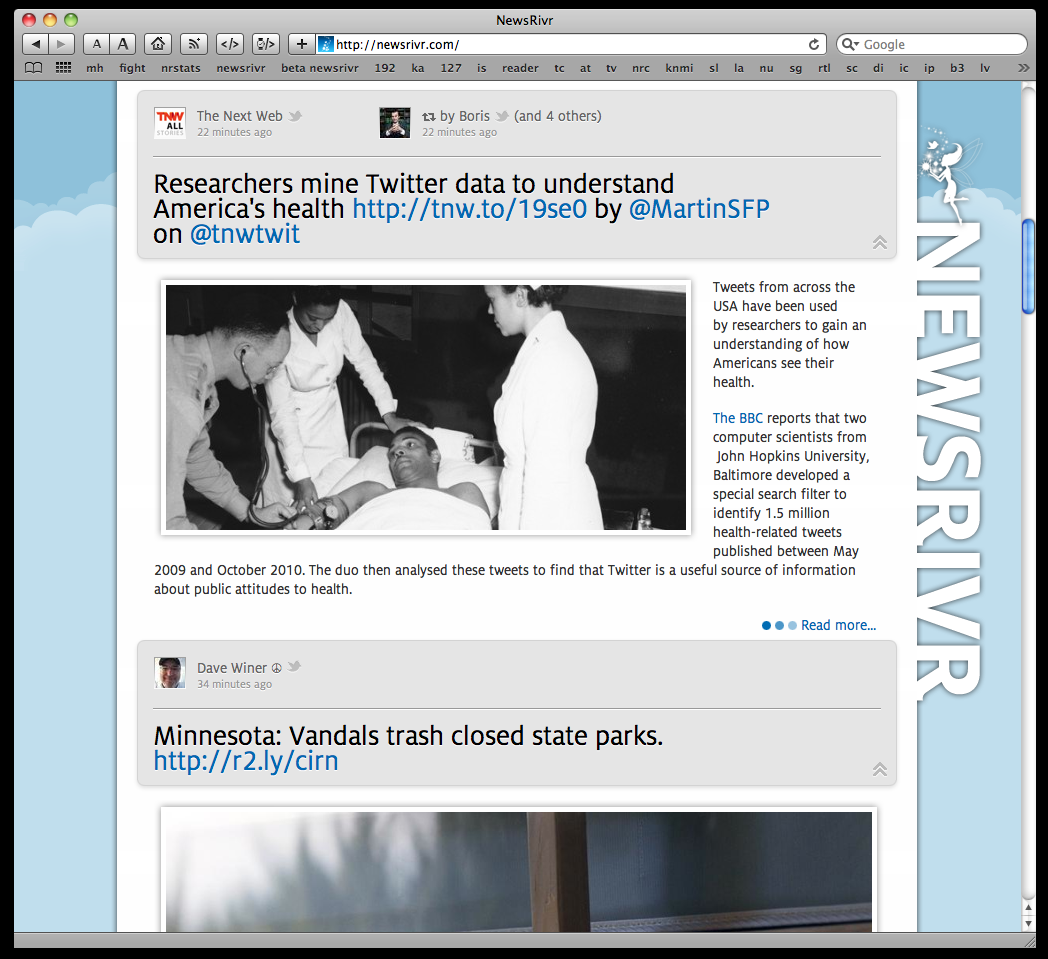 NewsRivr
A A </> + http://newsrivr.com/ Google
mh fight nrstats newsrivr beta newsrivr 192 ka 127 is reader tc at tv nrc knmi sl la nu sg rtl sc di ic ip b3 lv »
TNW ALL STORIES
The Next Web
22 minutes ago
by Boris (and 4 others)
22 minutes ago
Researchers mine Twitter data to understand
America's health http://tnw.to/19se0 by @MartinSFP
on @tnwtwit
Tweets from across the
USA have been used
by researchers to gain an
understanding of how
Americans see their
health.
The BBC reports that two
computer scientists from
John Hopkins University,
Baltimore developed a
special search filter to
identify 1.5 million
health-related tweets
published between May
2009 and October 2010. The duo then analysed these tweets to find that Twitter is a useful source of information
about public attitudes to health.
Read more...
Dave Winer ☮
34 minutes ago
Minnesota: Vandals trash closed state parks.
http://r2.ly/cirn
NEWSRIVR